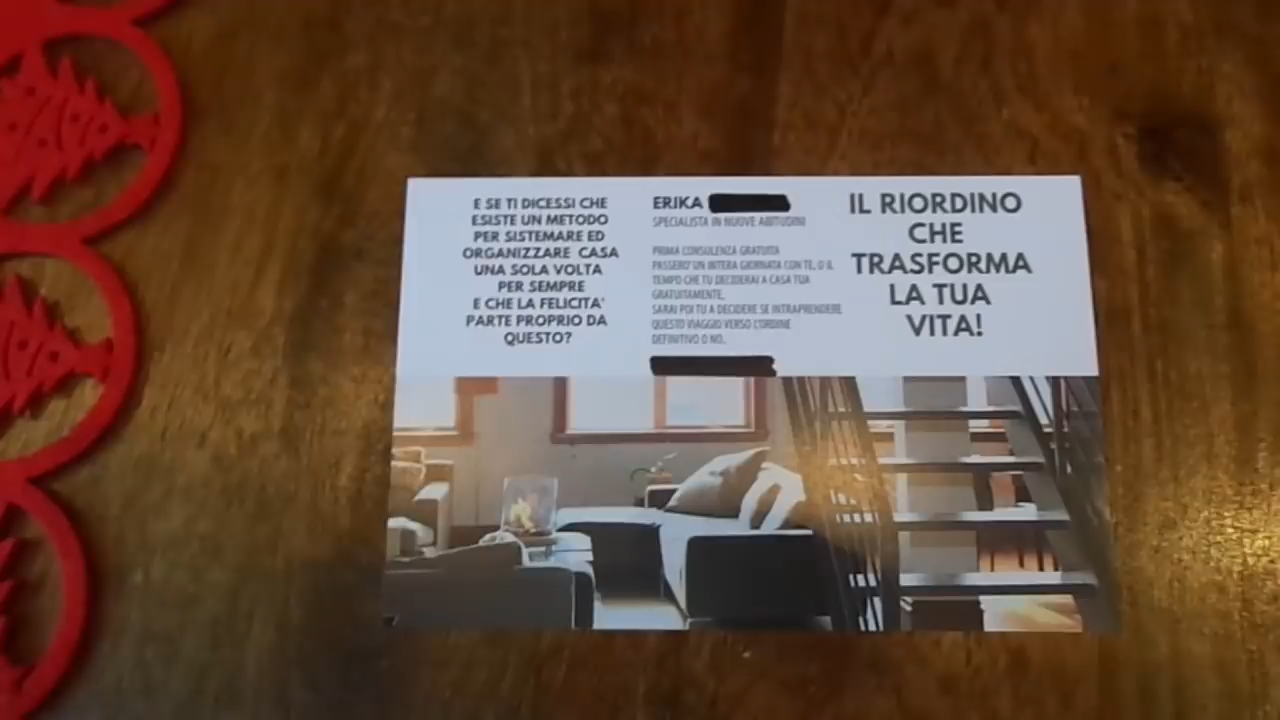 E SE TI DICESSI CHE
ESISTE UN METODO
PER SISTEMARE ED
ORGANIZZARE CASA
UNA SOLA VOLTA
PER SEMPRE
E CHE LA FELICITA'
PARTE PROPRIO DA
QUESTO?
ERIKA
SPECIALISTA IN NUOVE ABITUDINI
PRIMA CONSULENZA GRATUITA
PASSERO' UN INTERA GIORNATA CON TE, O IL
TEMPO CHE TU DECIDERAI A CASA TUA
GRATUITAMENTE,
SARAI POI TU A DECIDERE SE INTRAPRENDERE
QUESTO VIAGGIO VERSO L'ORDINE
DEFINITIVO O NO.
IL RIORDINO
CHE
TRASFORMA
LA TUA
VITA!